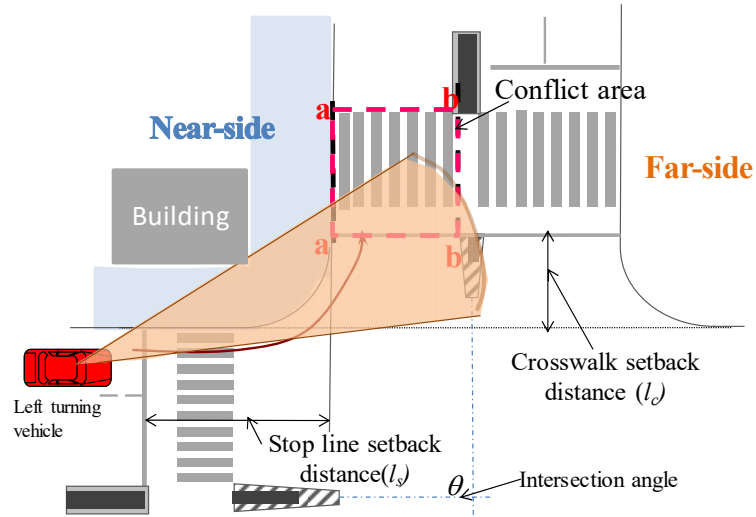 a
b
Conflict area
Near-side
Far-side
Building
a
b
Crosswalk setback
distance (lc)
Left turning
vehicle
Stop line setback
distance(ls)
θ
Intersection angle